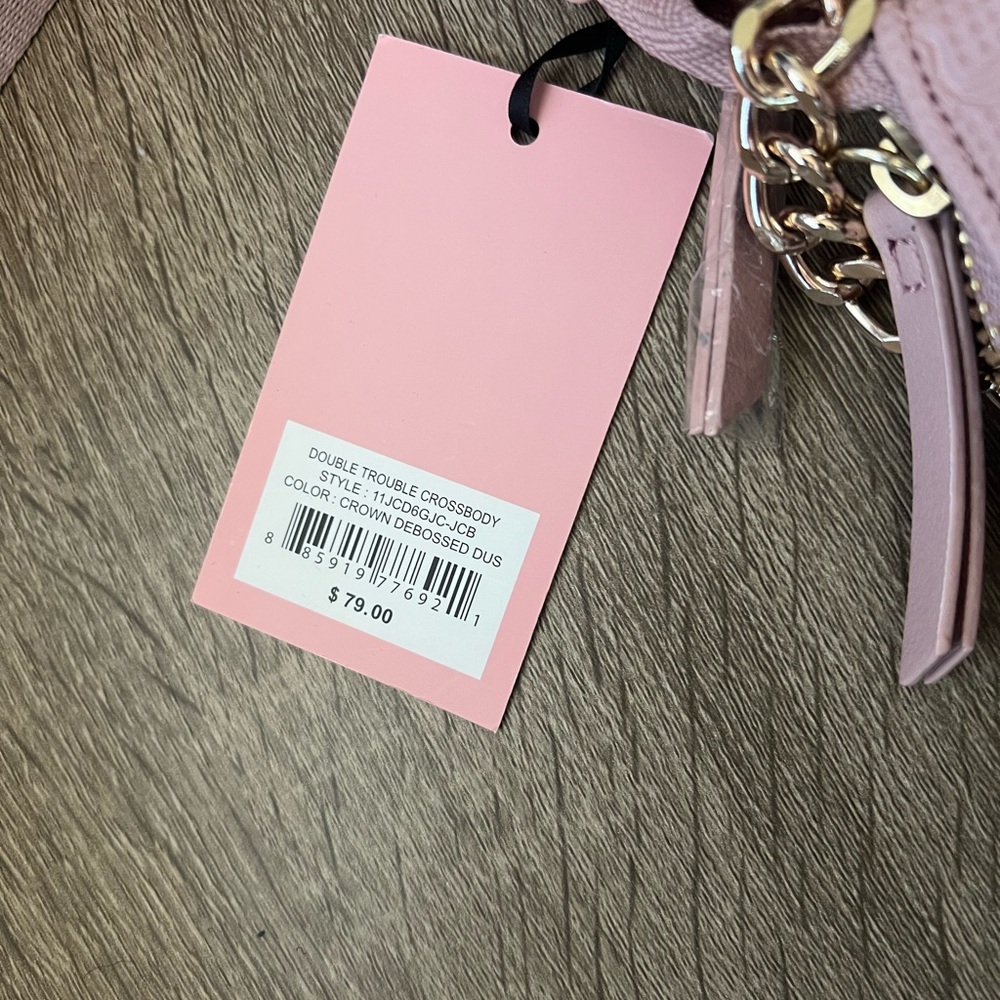 DOUBLE TROUBLE CROSSBODY
STYLE : 11JCD6GJC-JCB
COLOR : CROWN DEBOSSED DUS
8 85919 77692 1
$ 79.00